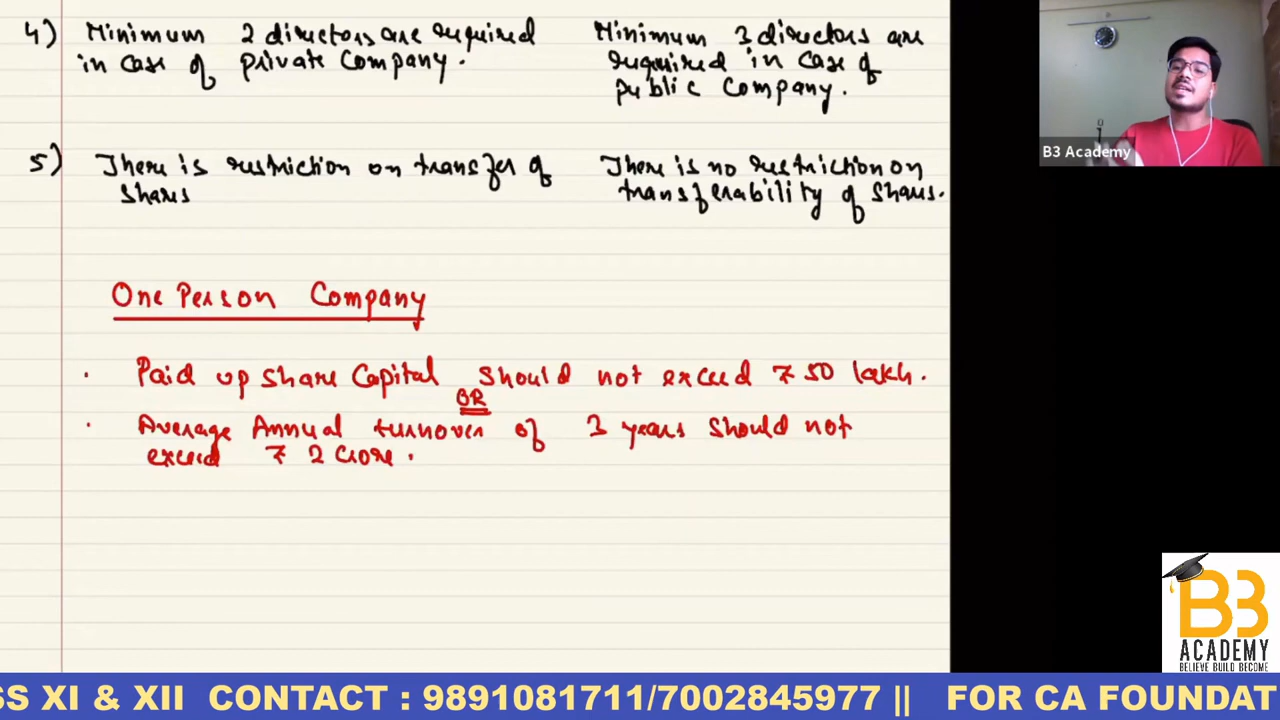 4) Minimum 2 directors are required
in case of private Company.
Minimum 3 directors are
required in case of
public Company.
5) There is restriction on transfer of
shares
There is no restriction on
transferability of shares.
One Person Company
· Paid up share Capital should not exceed ₹ 50 lakh.
OR
· Average Annual turnover of 3 years should not
exceed ₹ 2 Crore.
B3 Academy
B3
ACADEMY
BELIEVE BUILD BECOME
SS XI & XII CONTACT : 9891081711/7002845977 || FOR CA FOUNDAT